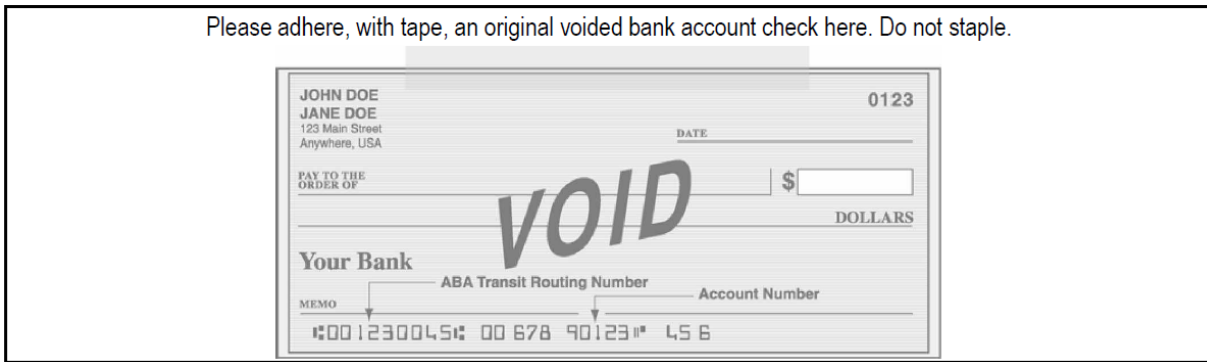 Please adhere, with tape, an original voided bank account check here. Do not staple.
JOHN DOE
JANE DOE
123 Main Street
Anywhere, USA
0123
DATE
PAY TO THE
ORDER OF
$
DOLLARS
VOID
Your Bank
ABA Transit Routing Number
Account Number
MEMO
⑆001230045⑆ 00 678 90123⑈ 456